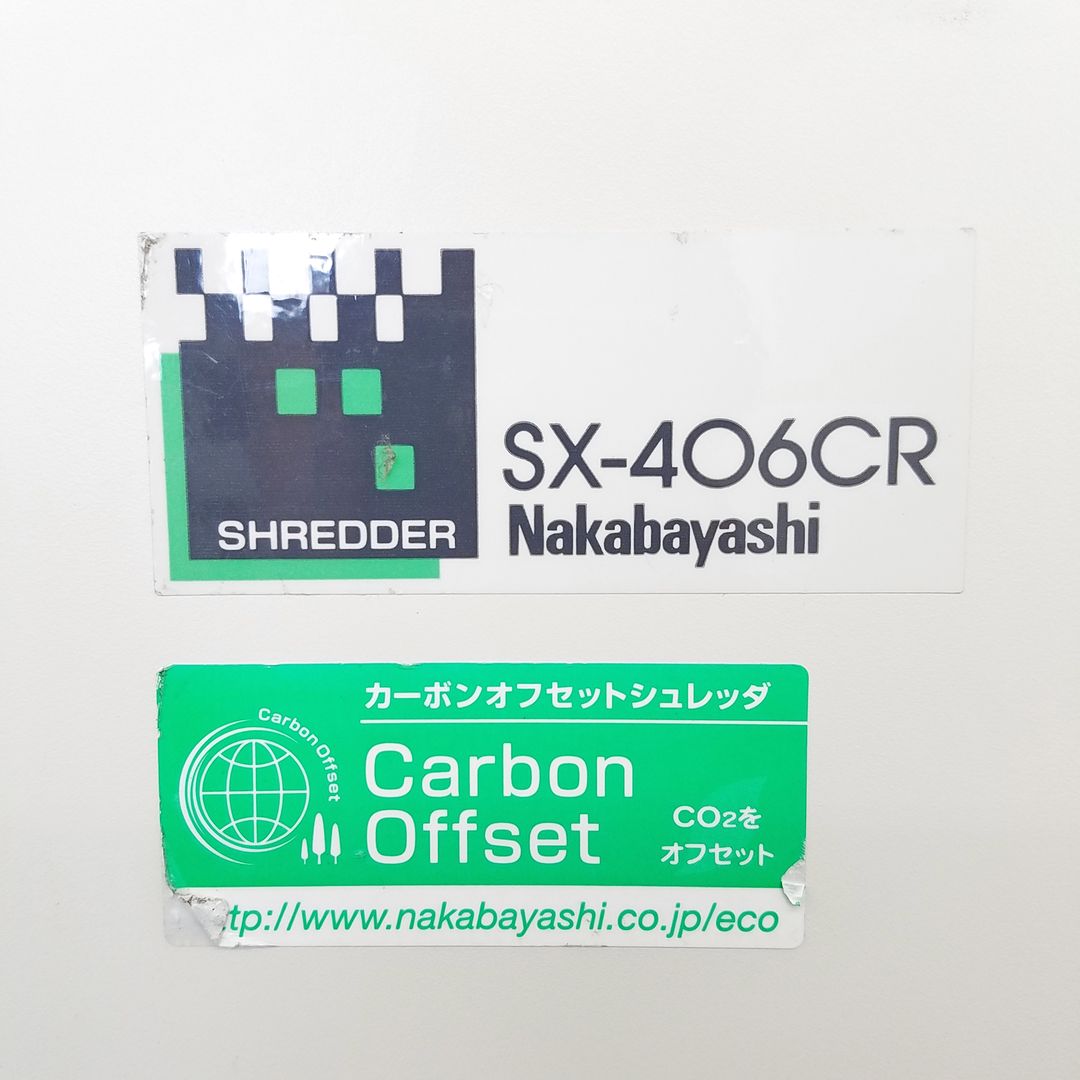 SHREDDER
SX-406CR
Nakabayashi
カーボンオフセットシュレッダ
Carbon Offset
Carbon
Offset
CO2を
オフセット
tp://www.nakabayashi.co.jp/eco